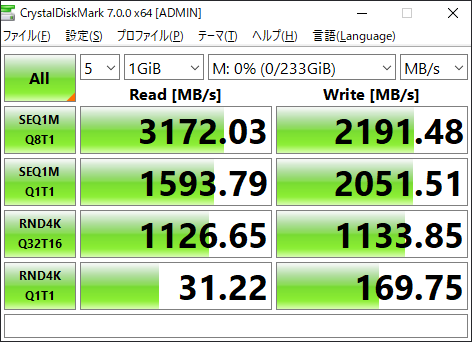 CrystalDiskMark 7.0.0 x64 [ADMIN]
ファイル(F) 設定(S) プロファイル(P) テーマ(T) ヘルプ(H) 言語(Language)
All 5 1GiB M: 0% (0/233GiB) MB/s
Read [MB/s] Write [MB/s]
SEQ1M
Q8T1 3172.03 2191.48
SEQ1M
Q1T1 1593.79 2051.51
RND4K
Q32T16 1126.65 1133.85
RND4K
Q1T1 31.22 169.75